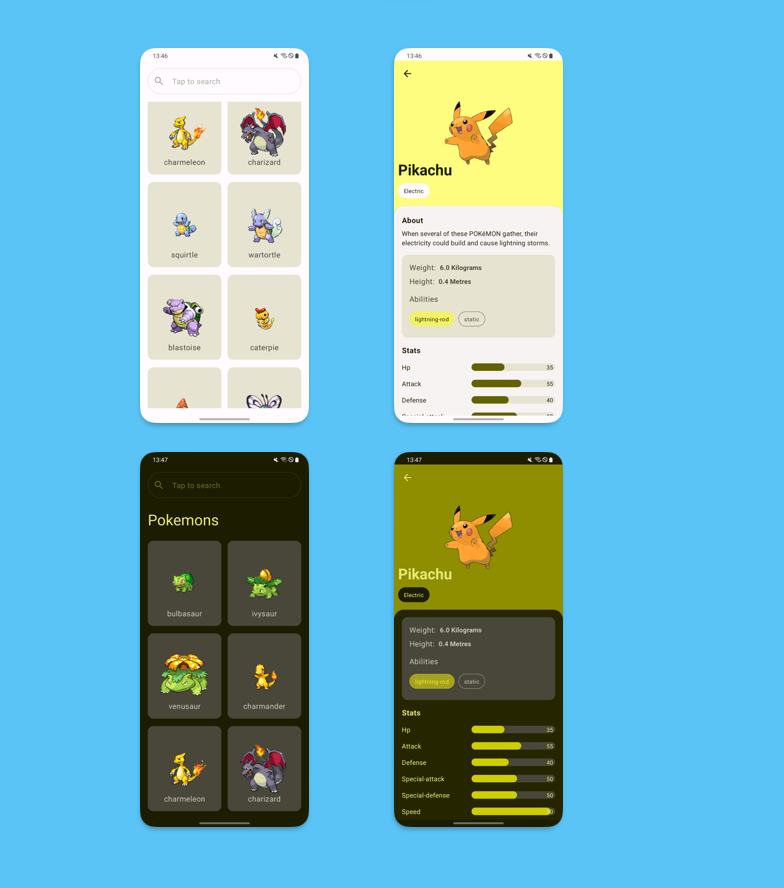 13:46
Tap to search
charmeleon
charizard
squirtle
wartortle
blastoise
caterpie
13:46
Pikachu
Electric
About
When several of these POKéMON gather, their
electricity could build and cause lightning storms.
Weight: 6.0 Kilograms
Height: 0.4 Metres
Abilities
lightning-rod
static
Stats
Hp 35
Attack 55
Defense 40
13:47
Tap to search
Pokemons
bulbasaur
ivysaur
venusaur
charmander
charmeleon
charizard
13:47
Pikachu
Electric
Weight: 6.0 Kilograms
Height: 0.4 Metres
Abilities
lightning-rod
static
Stats
Hp 35
Attack 55
Defense 40
Special-attack 50
Special-defense 50
Speed